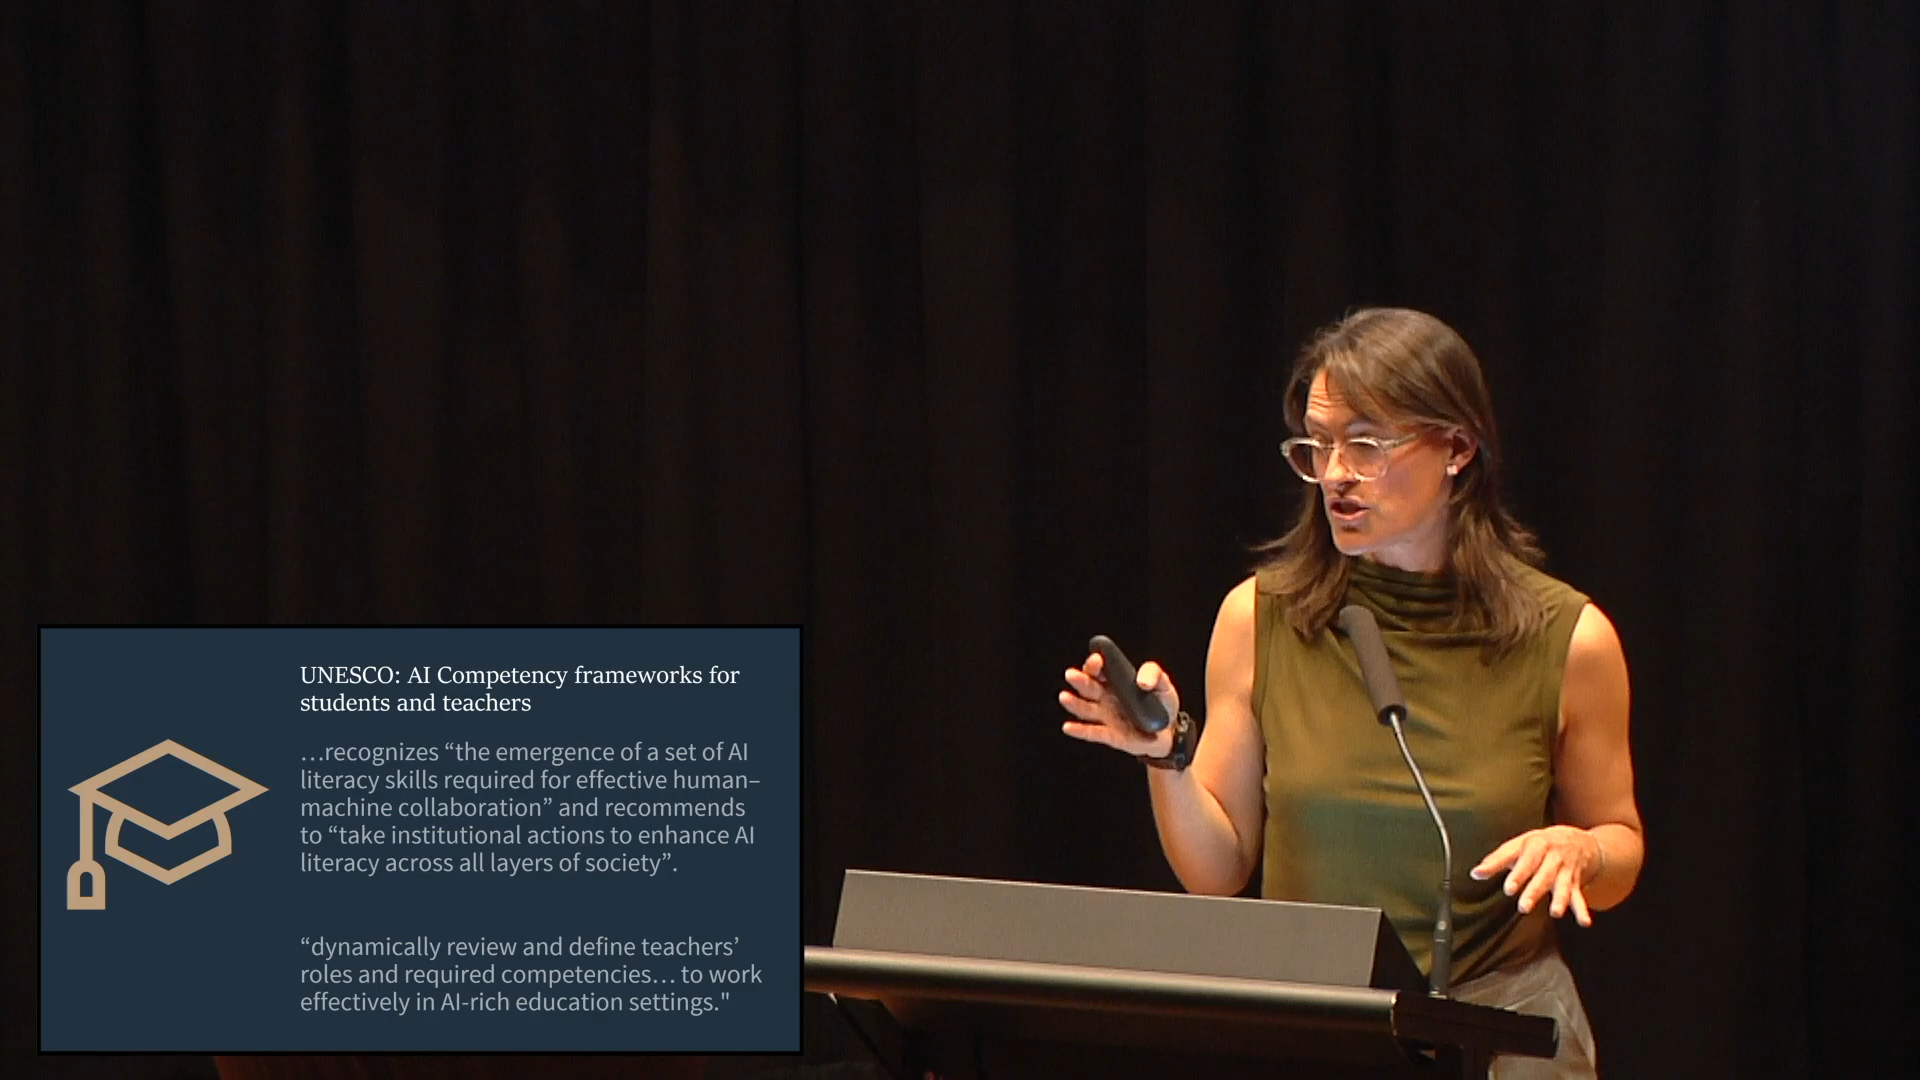 UNESCO: AI Competency frameworks for
students and teachers
…recognizes “the emergence of a set of AI
literacy skills required for effective human–
machine collaboration” and recommends
to “take institutional actions to enhance AI
literacy across all layers of society”.
“dynamically review and define teachers’
roles and required competencies… to work
effectively in AI-rich education settings."